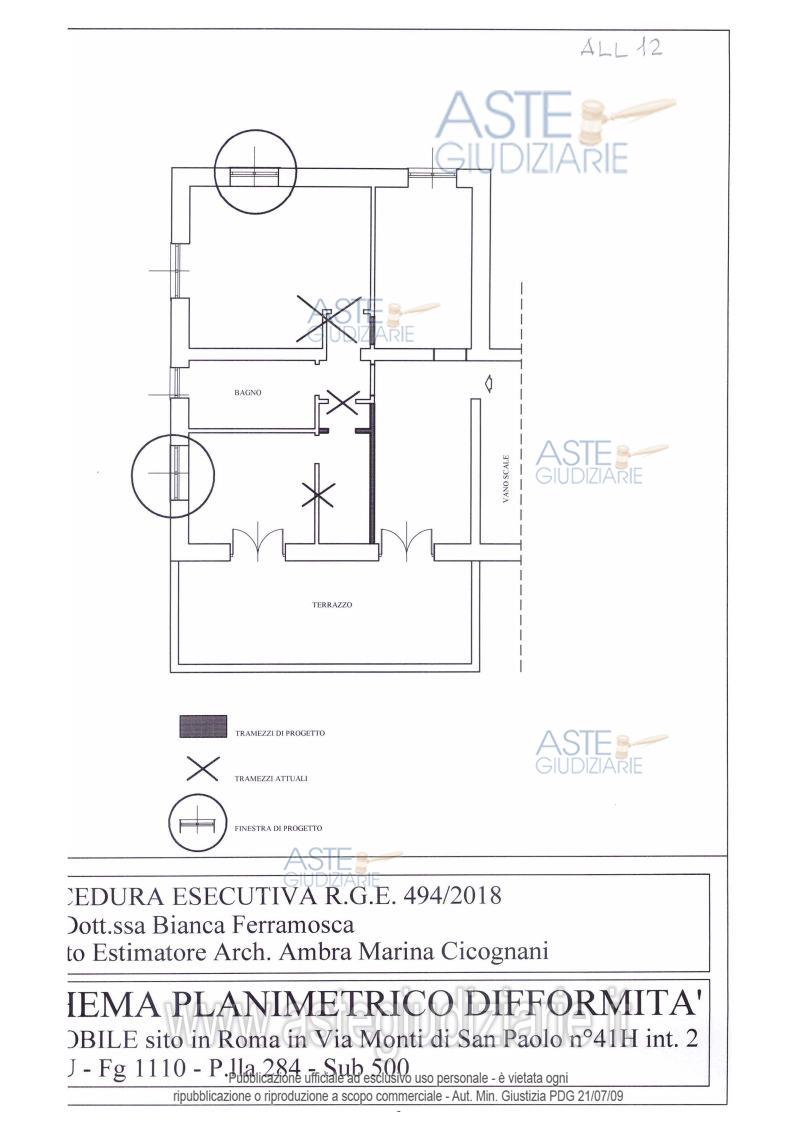 ALL 12
ASTE
GIUDIZIARIE
ASTE
GIUDIZIARIE
BAGNO
ASTE
GIUDIZIARIE
VANO SCALE
TERRAZZO
TRAMEZZI DI PROGETTO
ASTE
GIUDIZIARIE
TRAMEZZI ATTUALI
FINESTRA DI PROGETTO
ASTE
GIUDIZIARIE
CEDURA ESECUTIVA R.G.E. 494/2018
Dott.ssa Bianca Ferramosca
to Estimatore Arch. Ambra Marina Cicognani
HEMA PLANIMETRICO DIFFORMITA'
www.astegiudiziarie.it
OBILE sito in Roma in Via Monti di San Paolo n°41H int. 2
U - Fg 1110 - P.lla 284 - Sub 500
Pubblicazione ufficiale ad esclusivo uso personale - è vietata ogni
ripubblicazione o riproduzione a scopo commerciale - Aut. Min. Giustizia PDG 21/07/09